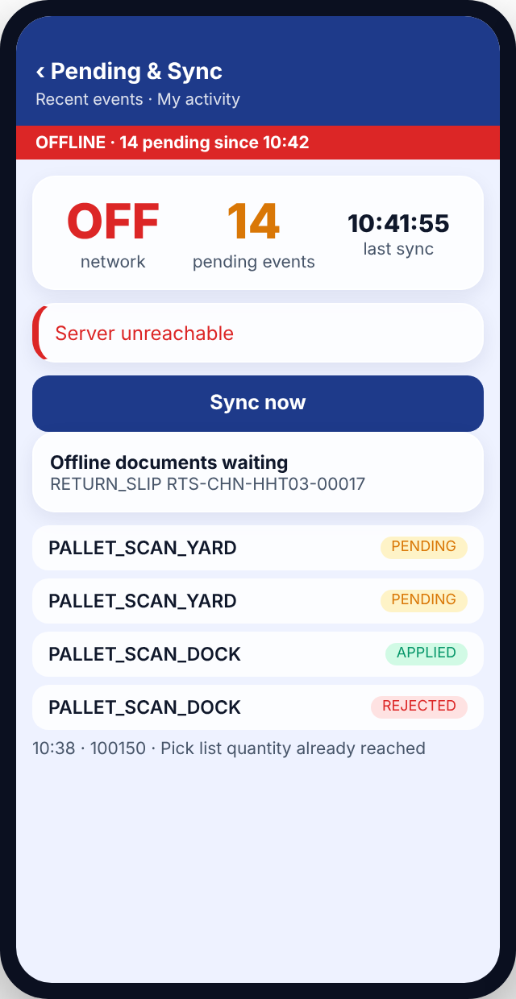 ‹ Pending & Sync
Recent events · My activity
OFFLINE · 14 pending since 10:42
OFF 14 10:41:55
network pending events last sync
Server unreachable
Sync now
Offline documents waiting
RETURN_SLIP RTS-CHN-HHT03-00017
PALLET_SCAN_YARD PENDING
PALLET_SCAN_YARD PENDING
PALLET_SCAN_DOCK APPLIED
PALLET_SCAN_DOCK REJECTED
10:38 · 100150 · Pick list quantity already reached